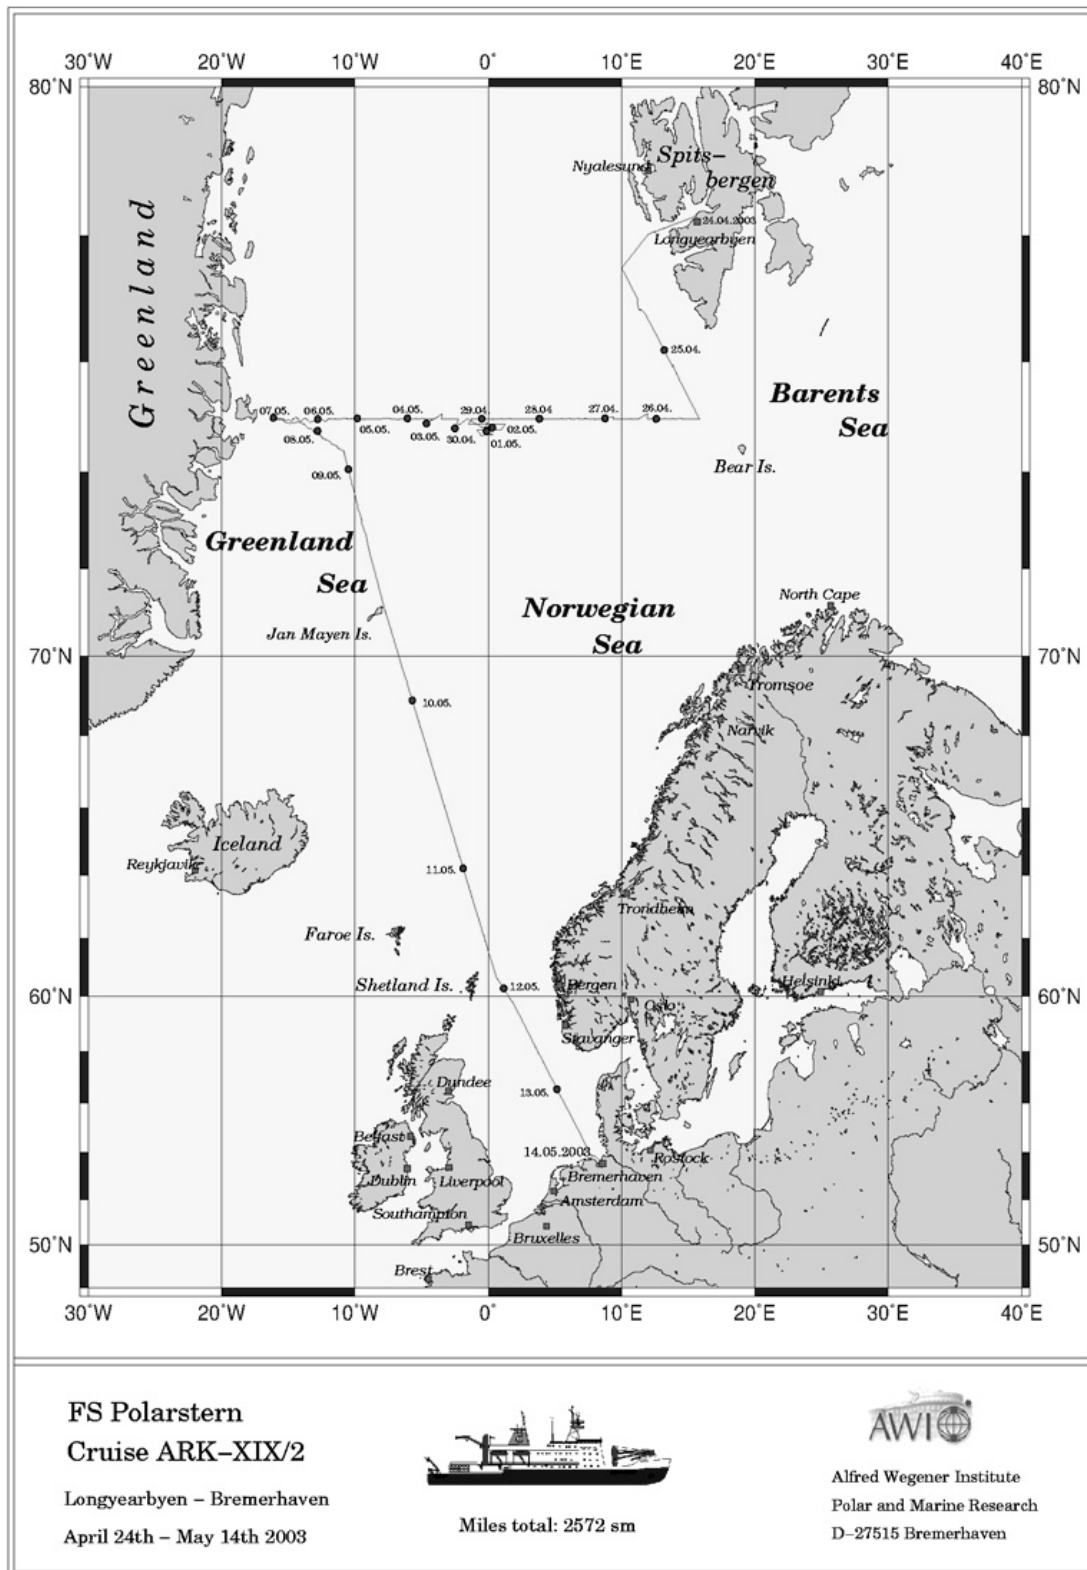 30°W 20°W 10°W 0° 10°E 20°E 30°E 40°E
80°N 80°N
Nyalesund
Spits–
bergen
24.04.2003
Longyearbyen
Greenland
25.04.
Barents
Sea
07.05. 06.05. 04.05. 29.04. 28.04 27.04. 26.04.
08.05. 05.05. 03.05. 30.04. 01.05. 02.05.
Bear Is.
09.05.
Greenland
Sea
Norwegian
Sea
North Cape
Jan Mayen Is.
70°N 70°N
Tromsoe
10.05.
Narvik
Iceland
Reykjavik
11.05.
Trondheim
Faroe Is.
Shetland Is.
12.05.
Bergen
Helsinki
60°N 60°N
Oslo
Stavanger
Dundee
13.05.
Belfast
14.05.2003
Rostock
Dublin
Liverpool
Bremerhaven
Amsterdam
Southampton
Bruxelles
50°N 50°N
Brest
30°W 20°W 10°W 0° 10°E 20°E 30°E 40°E
FS Polarstern
Cruise ARK–XIX/2
Longyearbyen – Bremerhaven
April 24th – May 14th 2003
Miles total: 2572 sm
AWI
Alfred Wegener Institute
Polar and Marine Research
D–27515 Bremerhaven